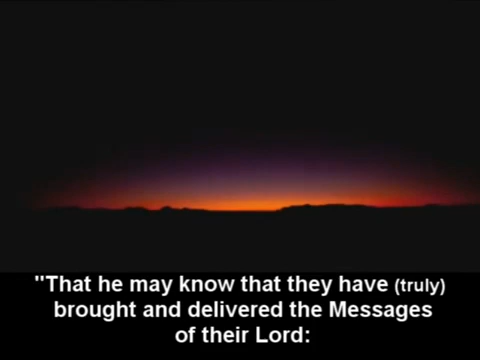 "That he may know that they have (truly)
brought and delivered the Messages
of their Lord: